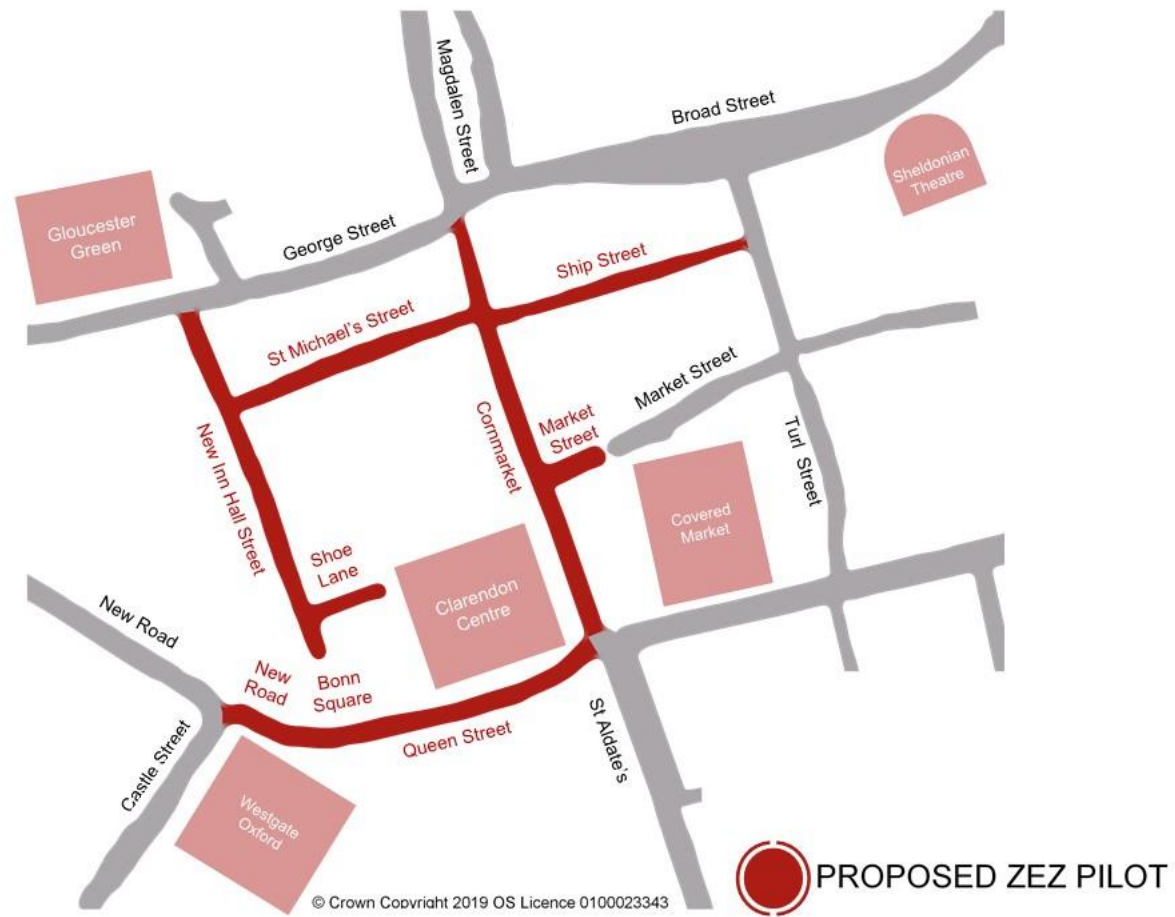 Magdalen Street
Broad Street
Sheldonian
Theatre
Gloucester
Green
George Street
Ship Street
St Michael's Street
Market Street
Market
Street
Cornmarket
Turl Street
New Inn Hall Street
Covered
Market
Shoe
Lane
Clarendon
Centre
New Road
New
Road
Bonn
Square
Queen Street
St Aldate's
Castle Street
Westgate
Oxford
© Crown Copyright 2019 OS Licence 0100023343
PROPOSED ZEZ PILOT